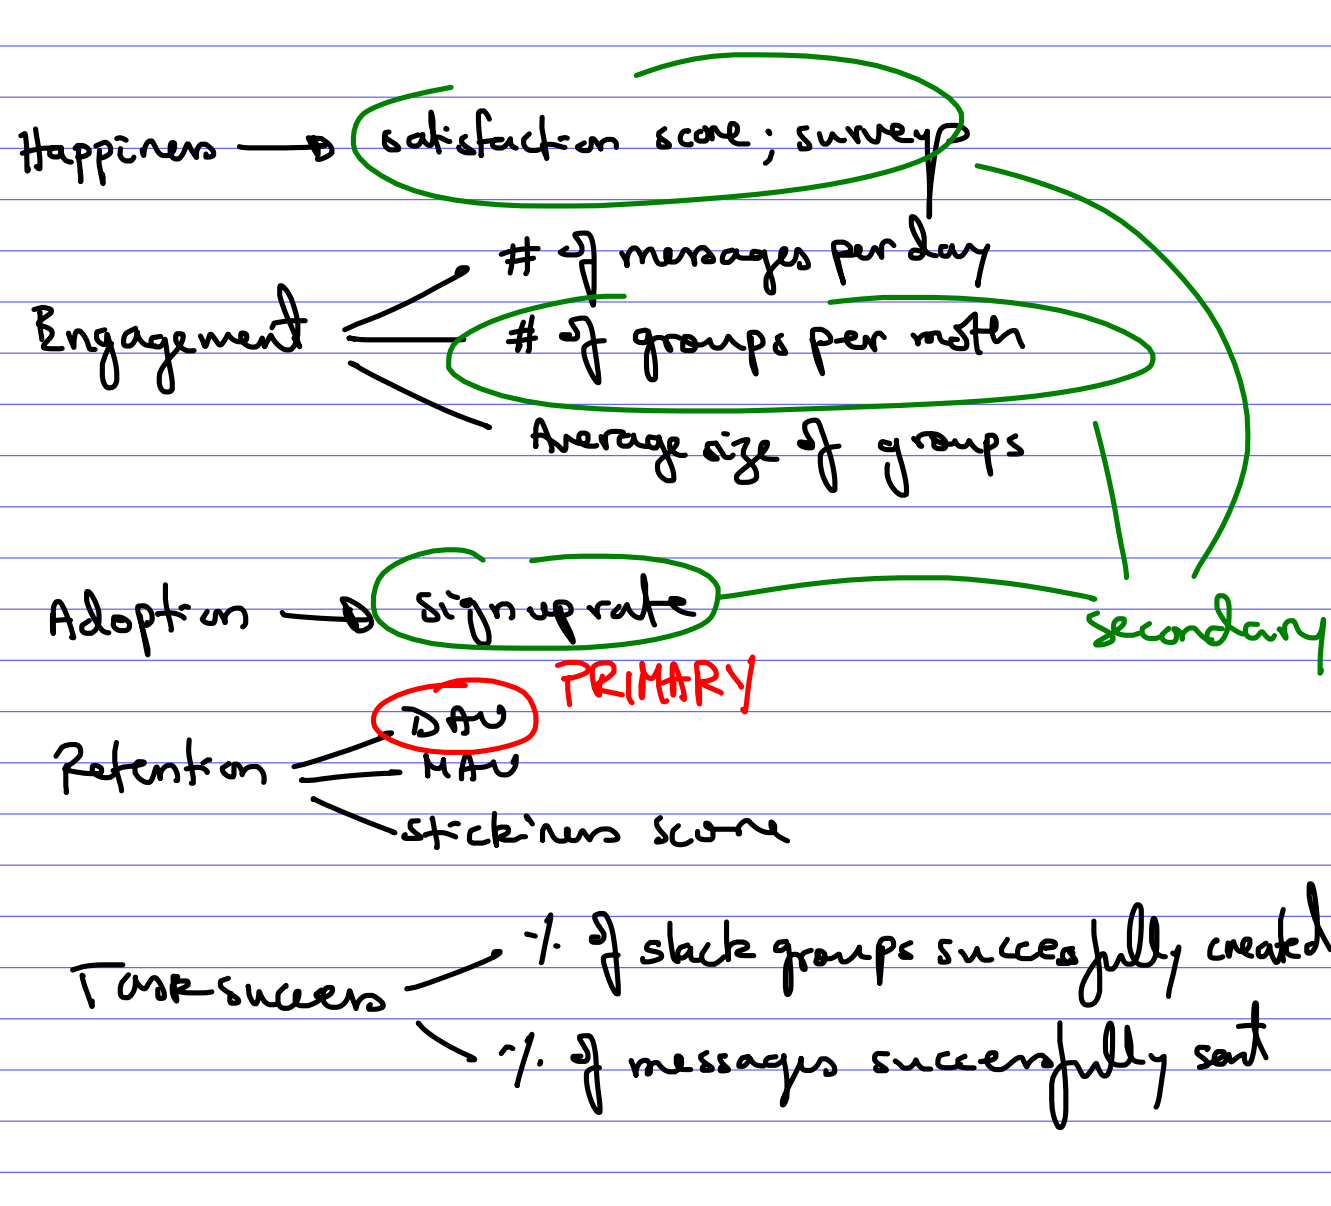 Happiness → satisfaction score; surveys
# of messages per day
Engagement # of groups per moth
Average size of groups
Adoption → signup rate
secondary
PRIMARY
DAU
Retention MAU
stickiness score
% of slack groups successfully created
Task success
% of messages successfully sent